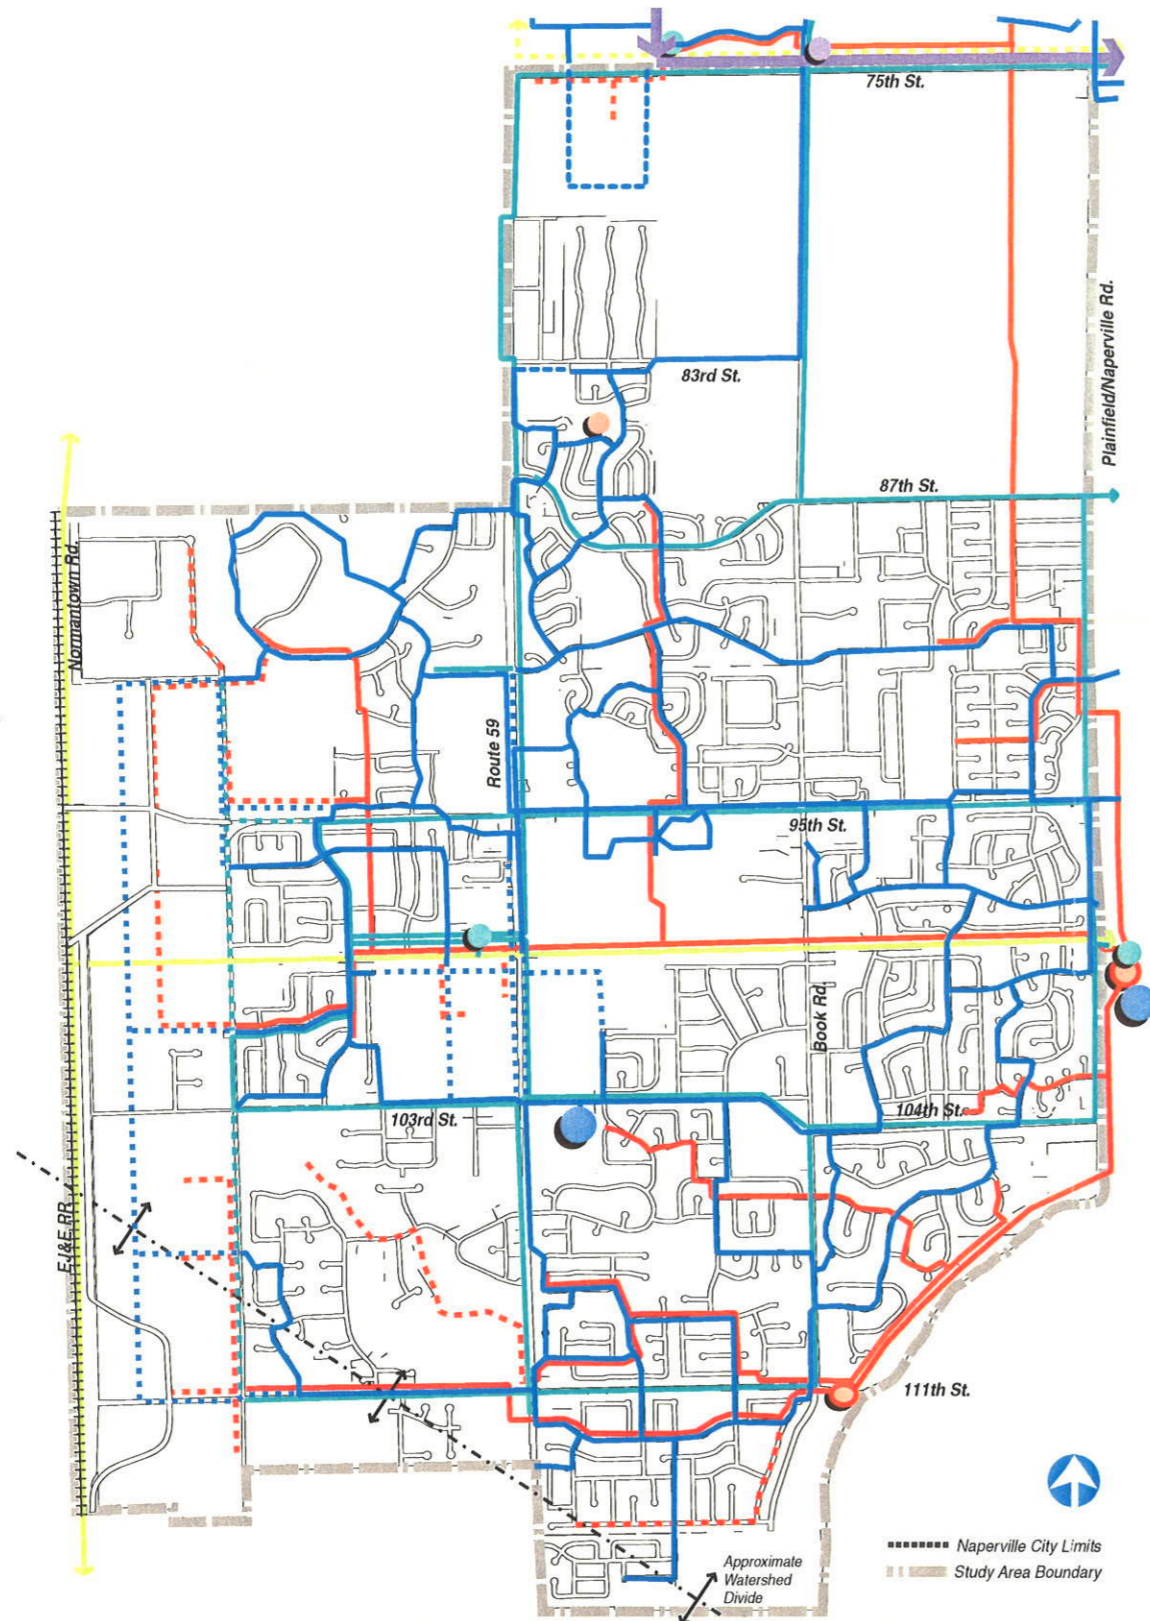 75th St.
Plainfield/Naperville Rd.
83rd St.
87th St.
Normantown Rd.
Route 59
95th St.
Book Rd.
103rd St.
104th St.
EJ&E RR
111th St.
Naperville City Limits
Study Area Boundary
Approximate
Watershed
Divide